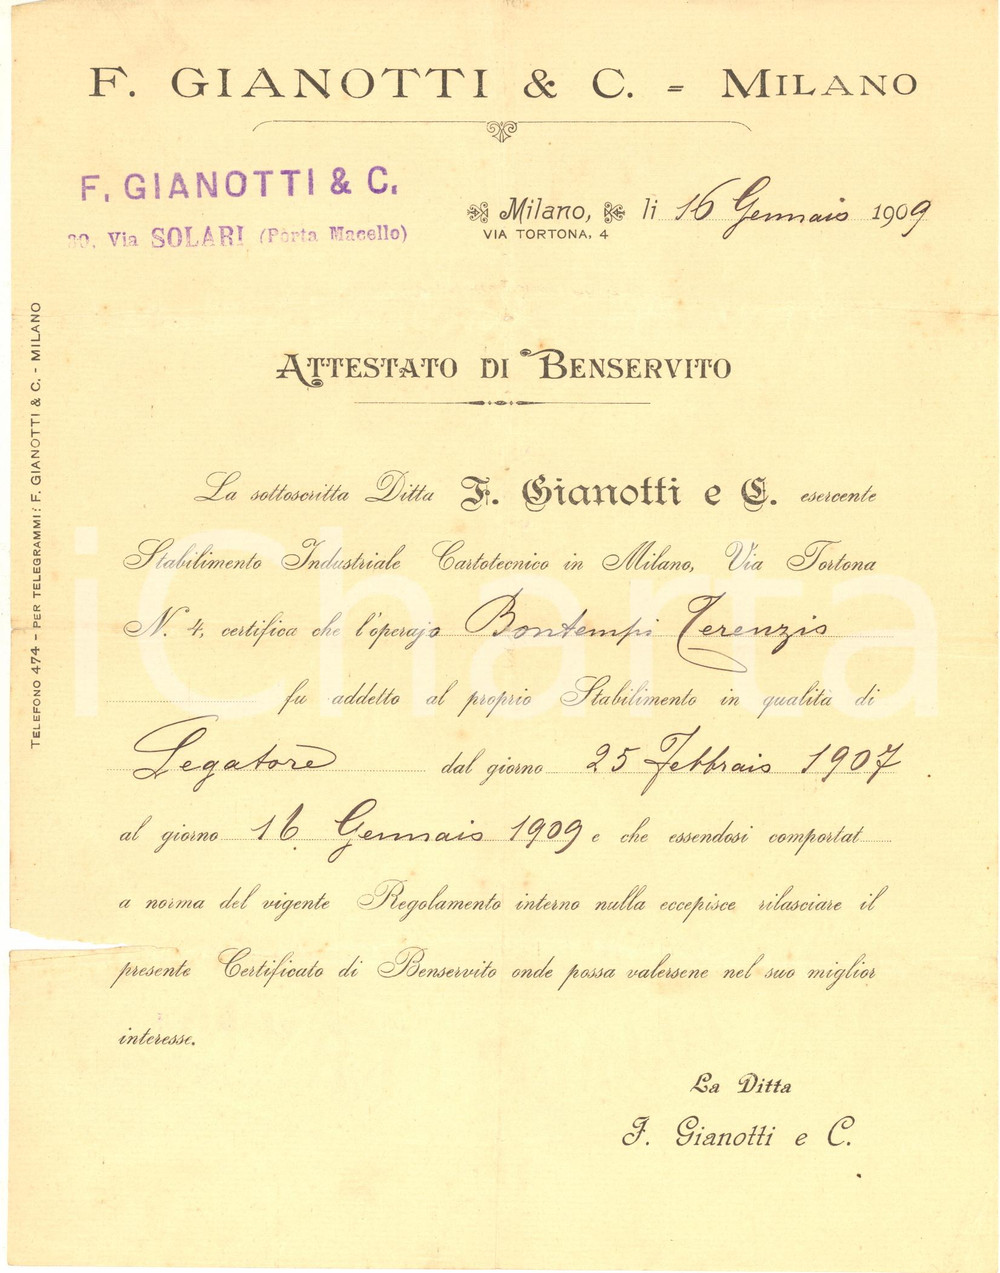 F. GIANOTTI & C. = MILANO
F. GIANOTTI & C.
30, Via SOLARI (Porta Macello)
Milano, li 16 Gennaio 1909
VIA TORTONA, 4
TELEFONO 474 - PER TELEGRAMMI: F. GIANOTTI & C. - MILANO
ATTESTATO DI BENSERVITO
La sottoscritta Ditta F. Gianotti e C. esercente
Stabilimento Industriale Cartotecnico in Milano, Via Tortona
N. 4, certifica che l'operajo Bontempi Terenzio
fu addetto al proprio Stabilimento in qualità di
Legatore dal giorno 25 Febbraio 1907
al giorno 16 Gennaio 1909 e che essendosi comportat
a norma del vigente Regolamento interno nulla eccepisce rilasciare il
presente Certificato di Benservito onde possa valersene nel suo miglior
interesse.
La Ditta
F. Gianotti e C.
iCharta